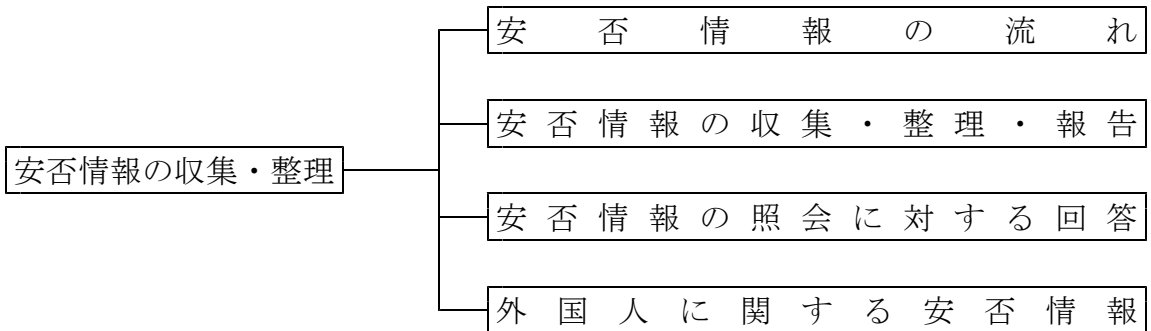 安否情報の収集・整理
安否情報の流れ
安否情報の収集・整理・報告
安否情報の照会に対する回答
外国人に関する安否情報